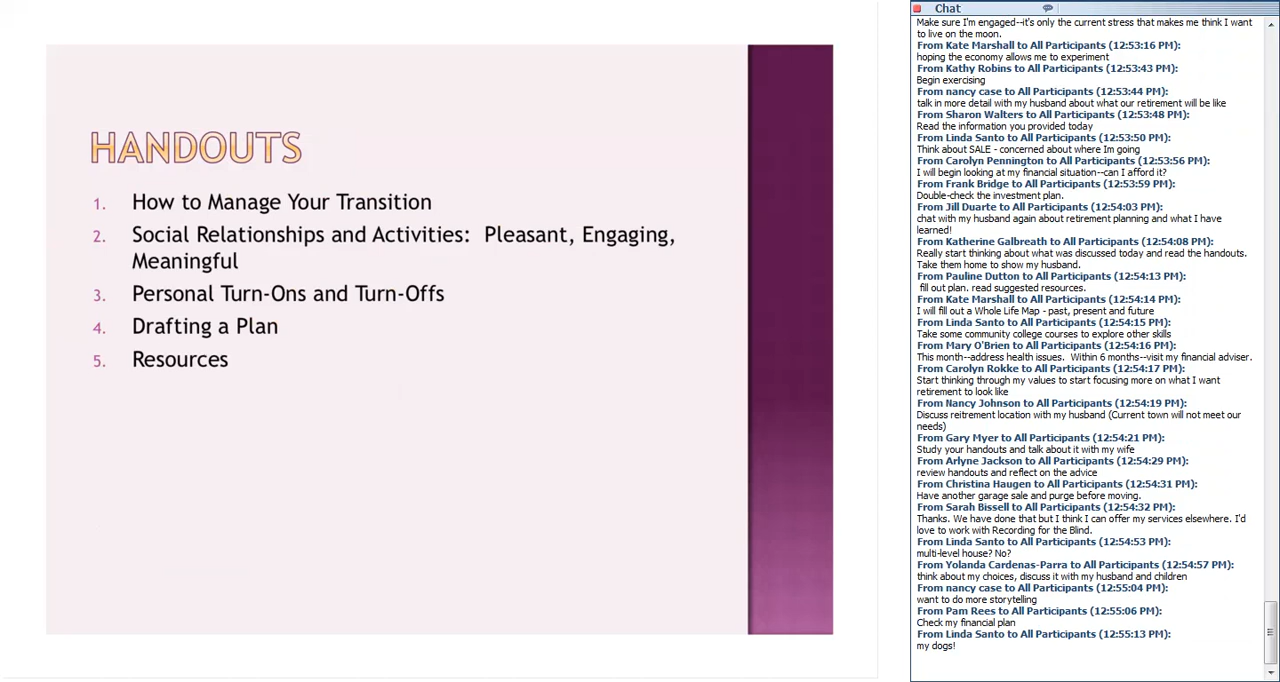 HANDOUTS
1. How to Manage Your Transition
2. Social Relationships and Activities: Pleasant, Engaging,
Meaningful
3. Personal Turn-Ons and Turn-Offs
4. Drafting a Plan
5. Resources
Chat
Make sure I'm engaged--it's only the current stress that makes me think I want
to live on the moon.
From Kate Marshall to All Participants (12:53:16 PM):
hoping the economy allows me to experiment
From Kathy Robins to All Participants (12:53:43 PM):
Begin exercising
From nancy case to All Participants (12:53:44 PM):
talk in more detail with my husband about what our retirement will be like
From Sharon Walters to All Participants (12:53:48 PM):
Read the information you provided today
From Linda Santo to All Participants (12:53:50 PM):
Think about SALE - concerned about where Im going
From Carolyn Pennington to All Participants (12:53:56 PM):
I will begin looking at my financial situation--can I afford it?
From Frank Bridge to All Participants (12:53:59 PM):
Double-check the investment plan.
From Jill Duarte to All Participants (12:54:03 PM):
chat with my husband again about retirement planning and what I have
learned!
From Katherine Galbreath to All Participants (12:54:08 PM):
Really start thinking about what was discussed today and read the handouts.
Take them home to show my husband.
From Pauline Dutton to All Participants (12:54:13 PM):
fill out plan. read suggested resources.
From Kate Marshall to All Participants (12:54:14 PM):
I will fill out a Whole Life Map - past, present and future
From Linda Santo to All Participants (12:54:15 PM):
Take some community college courses to explore other skills
From Mary O'Brien to All Participants (12:54:16 PM):
This month--address health issues. Within 6 months--visit my financial adviser.
From Carolyn Rokke to All Participants (12:54:17 PM):
Start thinking through my values to start focusing more on what I want
retirement to look like
From Nancy Johnson to All Participants (12:54:19 PM):
Discuss reitrement location with my husband (Current town will not meet our
needs)
From Gary Myer to All Participants (12:54:21 PM):
Study your handouts and talk about it with my wife
From Arlyne Jackson to All Participants (12:54:29 PM):
review handouts and reflect on the advice
From Christina Haugen to All Participants (12:54:31 PM):
Have another garage sale and purge before moving.
From Sarah Bissell to All Participants (12:54:32 PM):
Thanks. We have done that but I think I can offer my services elsewhere. I'd
love to work with Recording for the Blind.
From Linda Santo to All Participants (12:54:53 PM):
multi-level house? No?
From Yolanda Cardenas-Parra to All Participants (12:54:57 PM):
think about my choices, discuss it with my husband and children
From nancy case to All Participants (12:55:04 PM):
want to do more storytelling
From Pam Rees to All Participants (12:55:06 PM):
Check my financial plan
From Linda Santo to All Participants (12:55:13 PM):
my dogs!